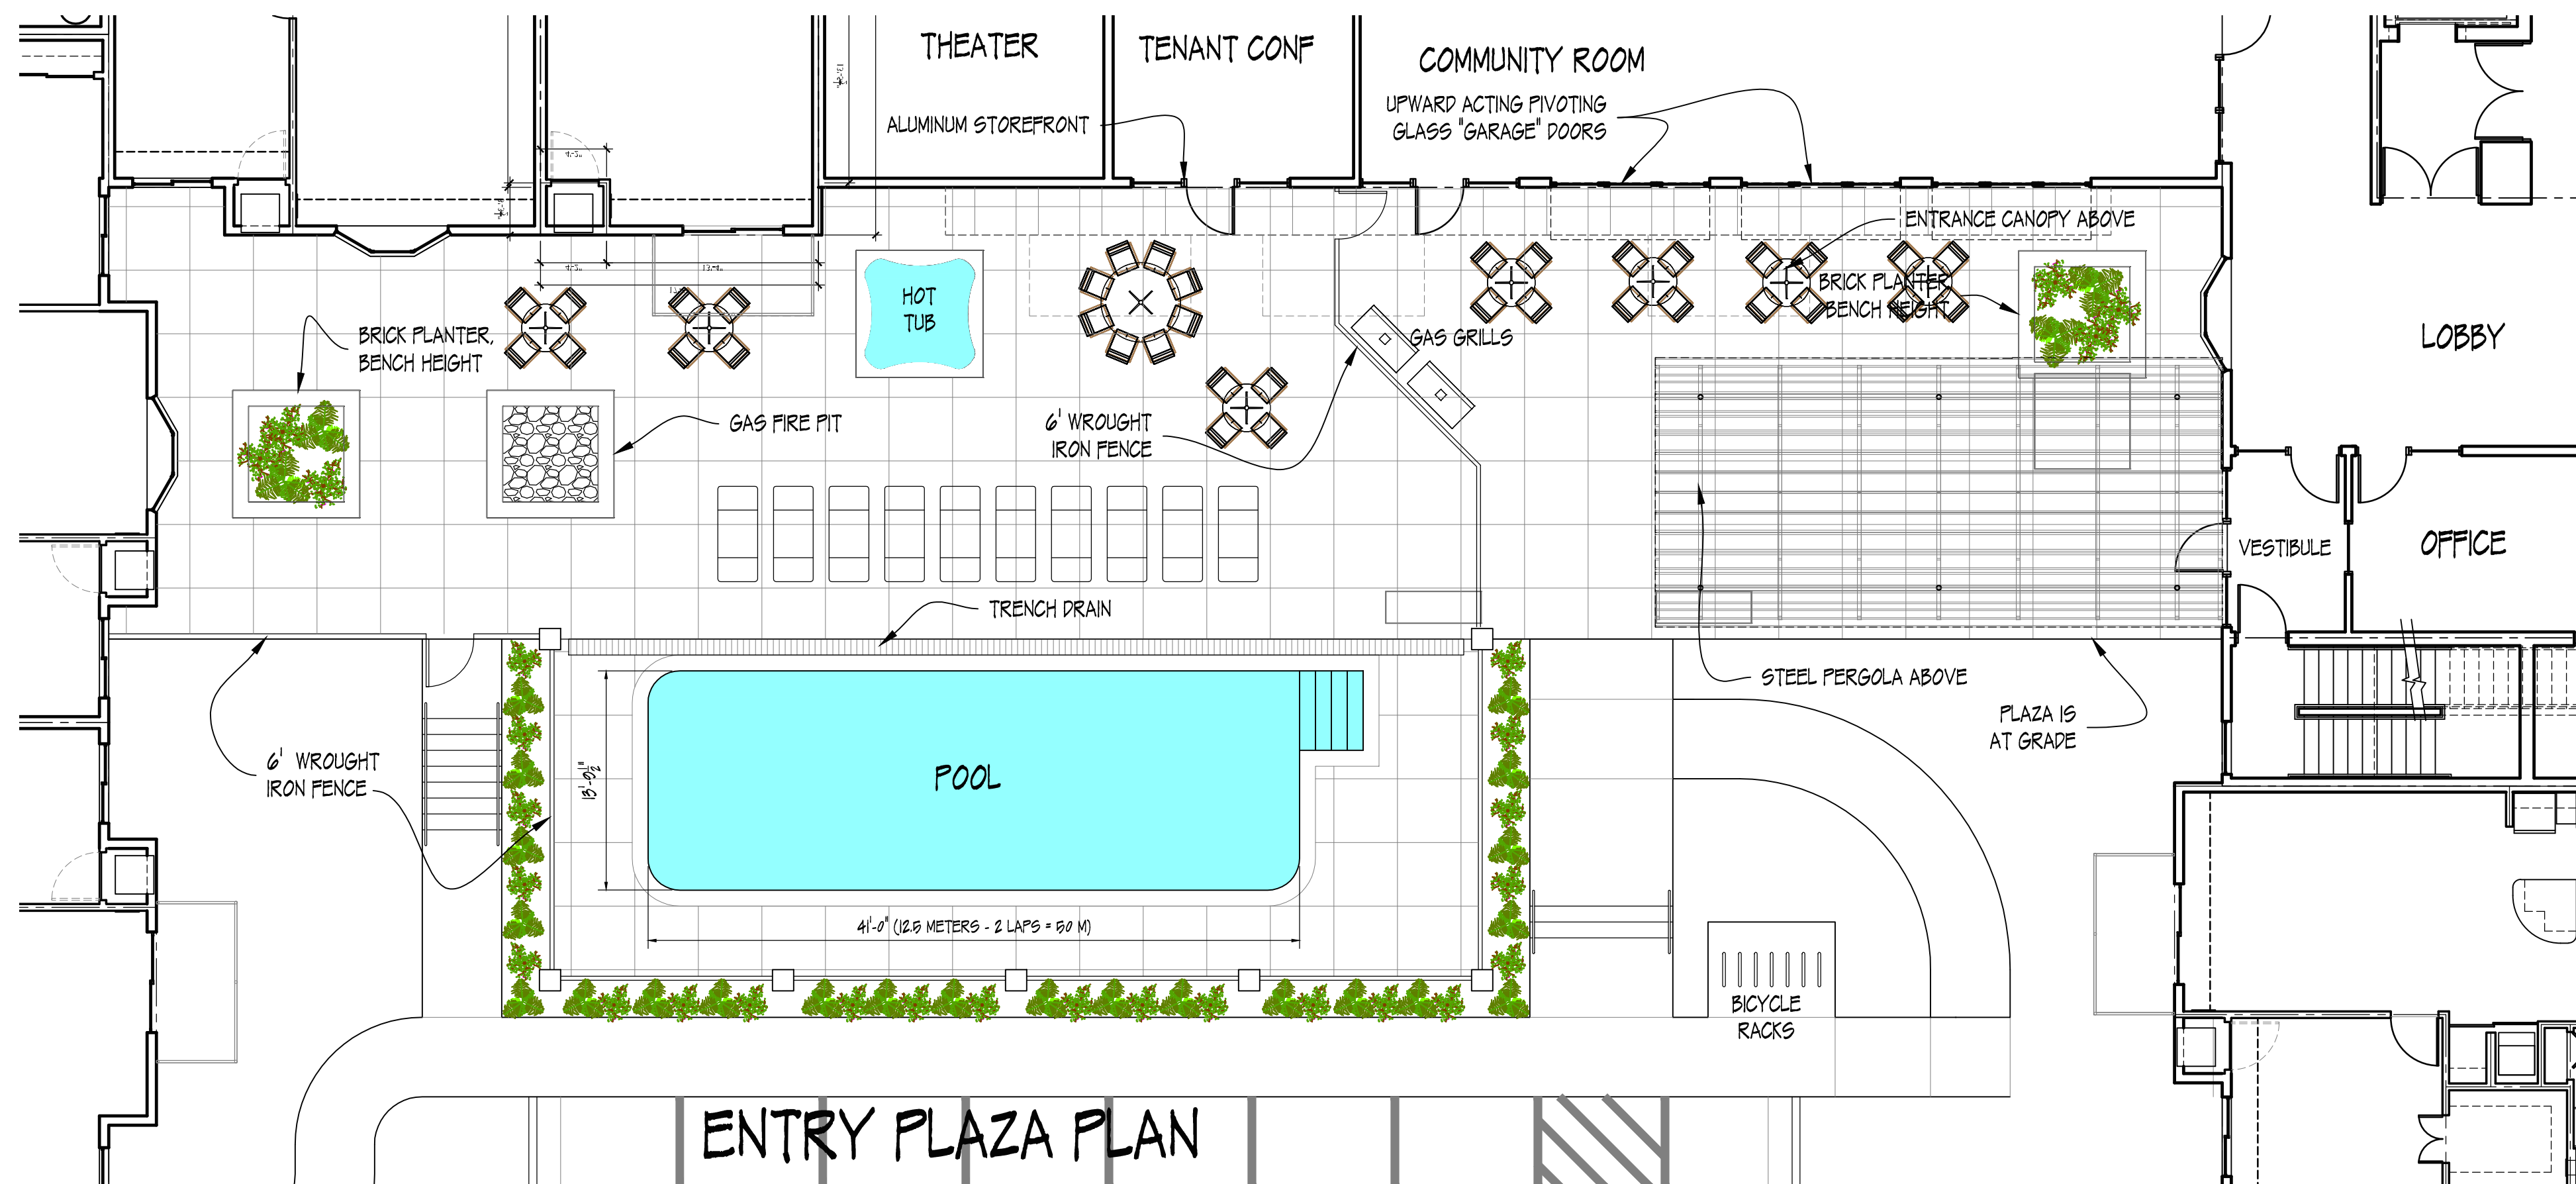 THEATER
TENANT CONF
COMMUNITY ROOM
ALUMINUM STOREFRONT
UPWARD ACTING PIVOTING
GLASS "GARAGE" DOORS
ENTRANCE CANOPY ABOVE
BRICK PLANTER,
BENCH HEIGHT
HOT
TUB
BRICK PLANTER,
BENCH HEIGHT
GAS GRILLS
LOBBY
GAS FIRE PIT
6' WROUGHT
IRON FENCE
VESTIBULE
OFFICE
TRENCH DRAIN
STEEL PERGOLA ABOVE
PLAZA IS
AT GRADE
6' WROUGHT
IRON FENCE
13'-9½"
POOL
41'-0" (12.5 METERS - 2 LAPS = 50 M)
BICYCLE
RACKS
ENTRY PLAZA PLAN